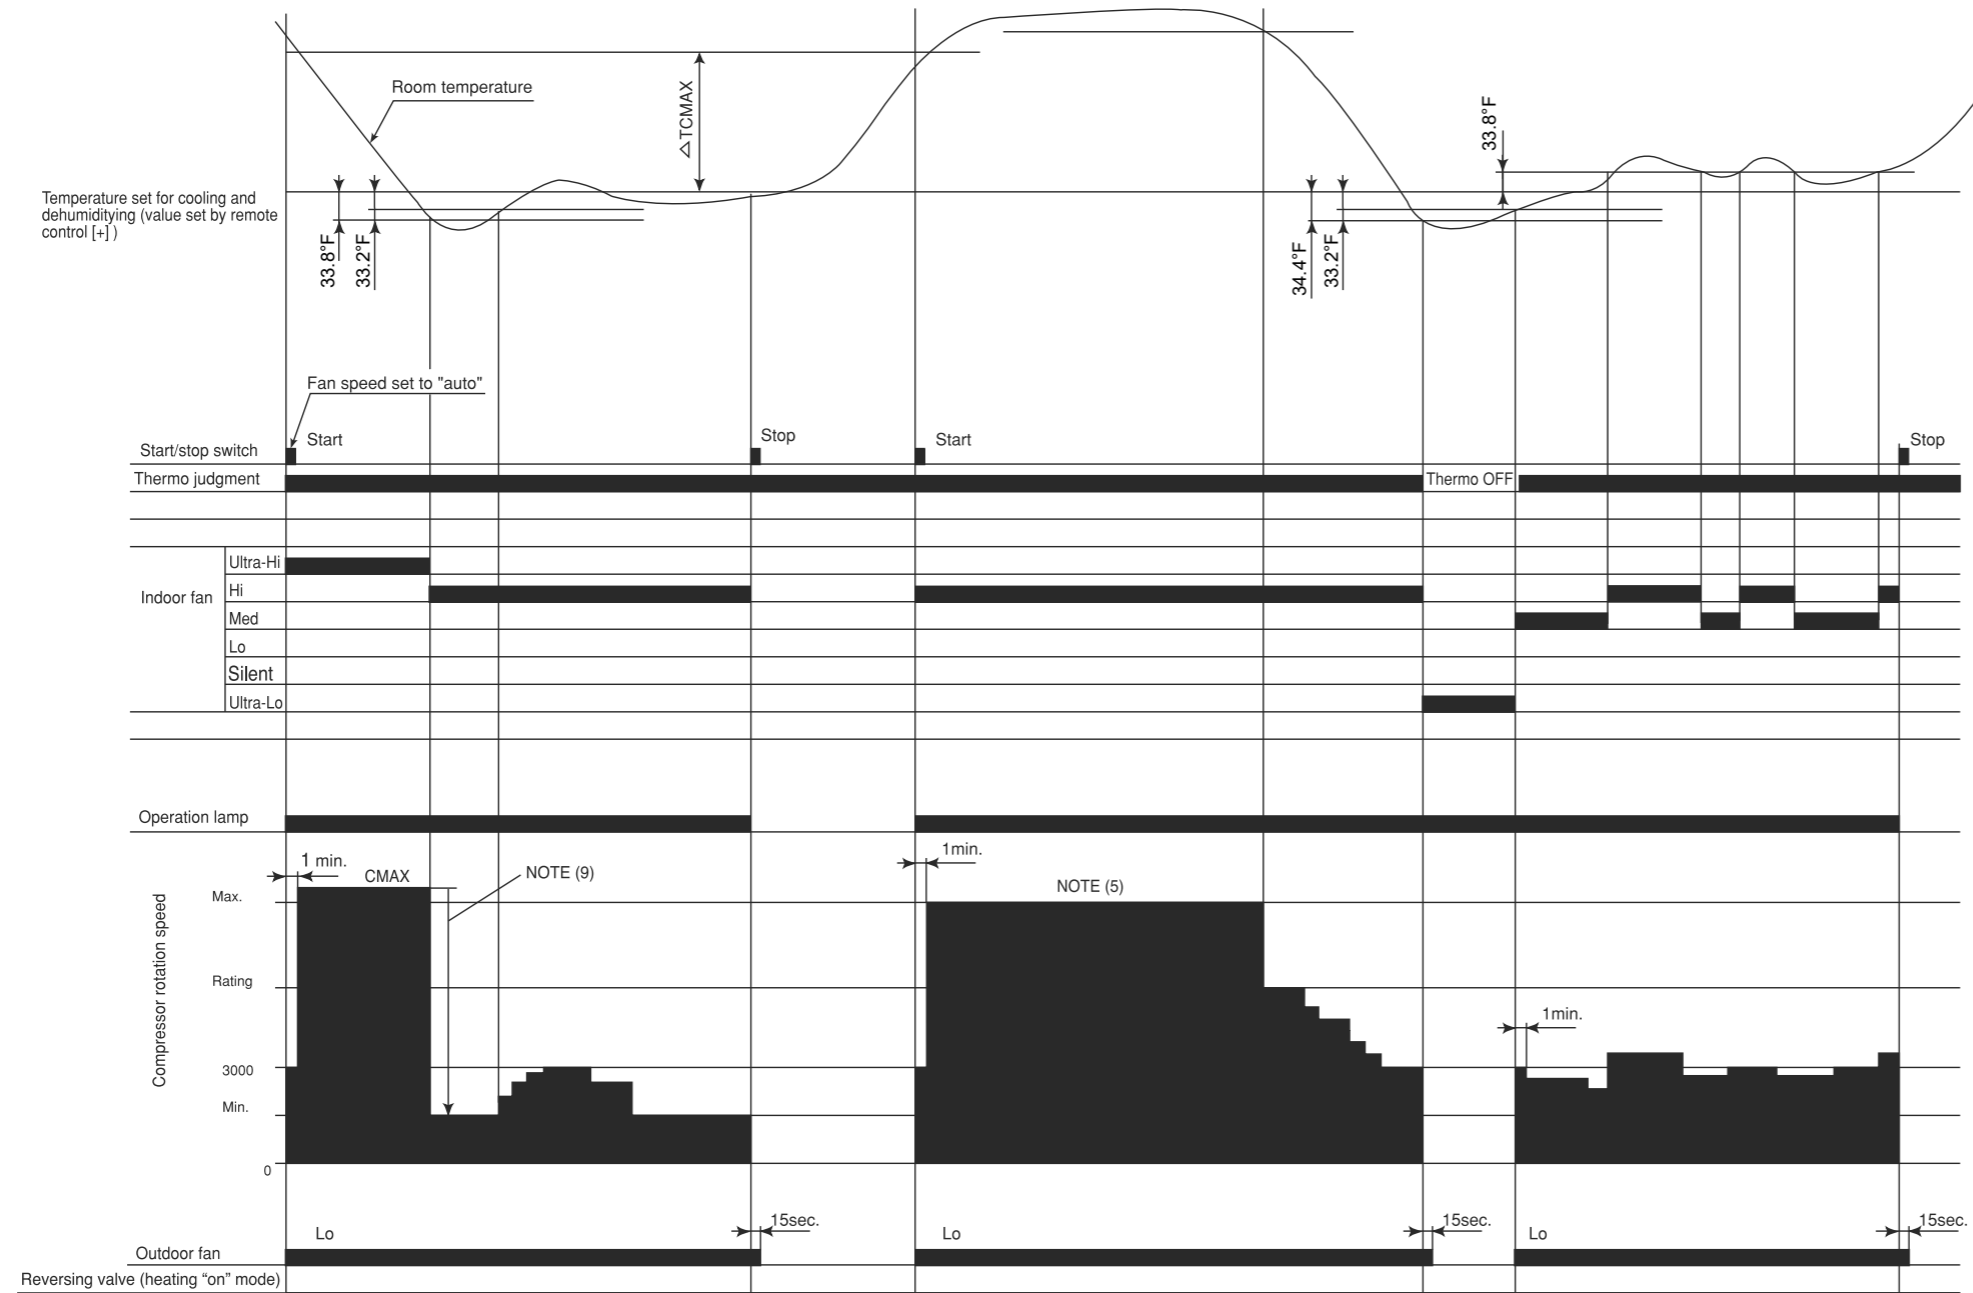 Room temperature
△TCMAX
33.8°F
Temperature set for cooling and
dehumiditying (value set by remote
control [+] )
33.8°F
33.2°F
34.4°F
33.2°F
Fan speed set to "auto"
Start/stop switch
Start
Stop
Start
Stop
Thermo judgment
Thermo OFF
Indoor fan
Ultra-Hi
Hi
Med
Lo
Silent
Ultra-Lo
Operation lamp
Compressor rotation speed
1 min.
CMAX
NOTE (9)
1min.
NOTE (5)
Max.
Rating
1min.
3000
Min.
0
Lo
15sec.
Lo
15sec.
Lo
15sec.
Outdoor fan
Reversing valve (heating “on” mode)